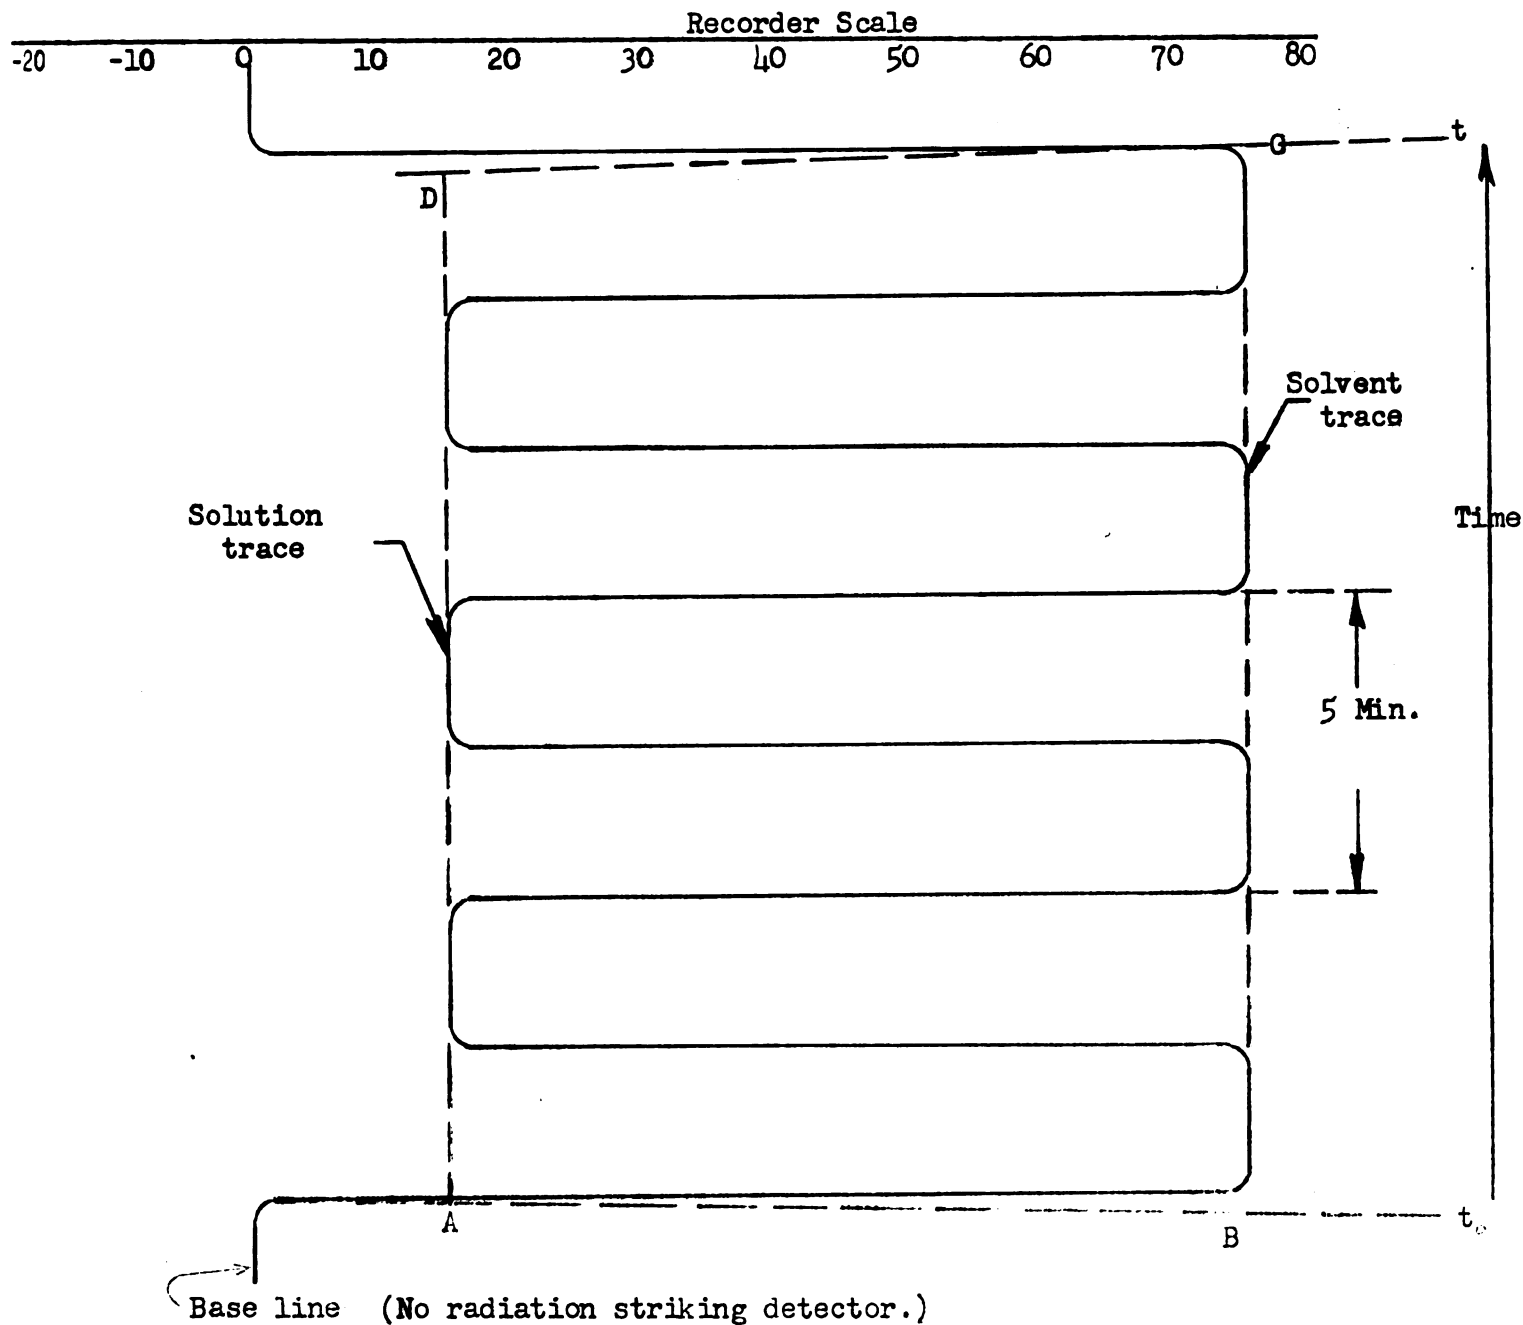 Recorder Scale
-20 -10 0 10 20 30 40 50 60 70 80
G
t
D
Solvent
trace
Solution
trace
Time
5 Min.
A
B
t₀
Base line (No radiation striking detector.)